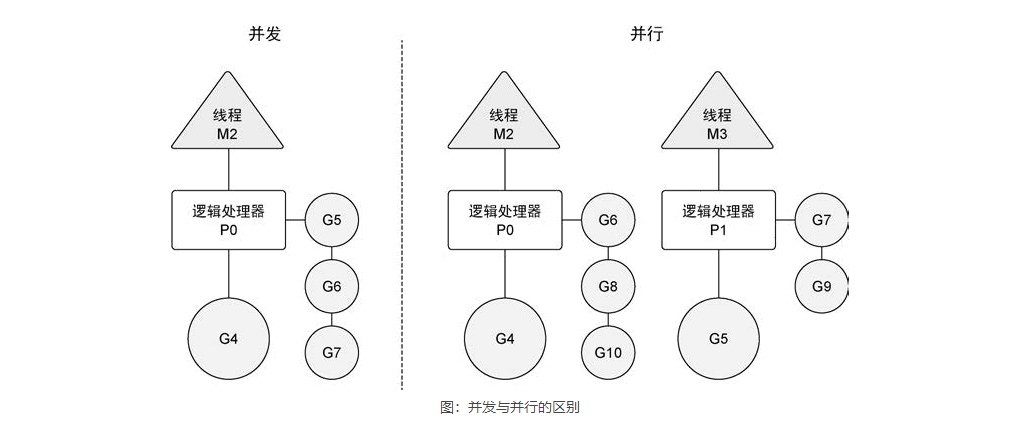 并发
并行
线程
M2
逻辑处理器
P0
G5
G6
G7
G4
线程
M2
逻辑处理器
P0
G6
G8
G10
G4
线程
M3
逻辑处理器
P1
G7
G9
G5
图：并发与并行的区别